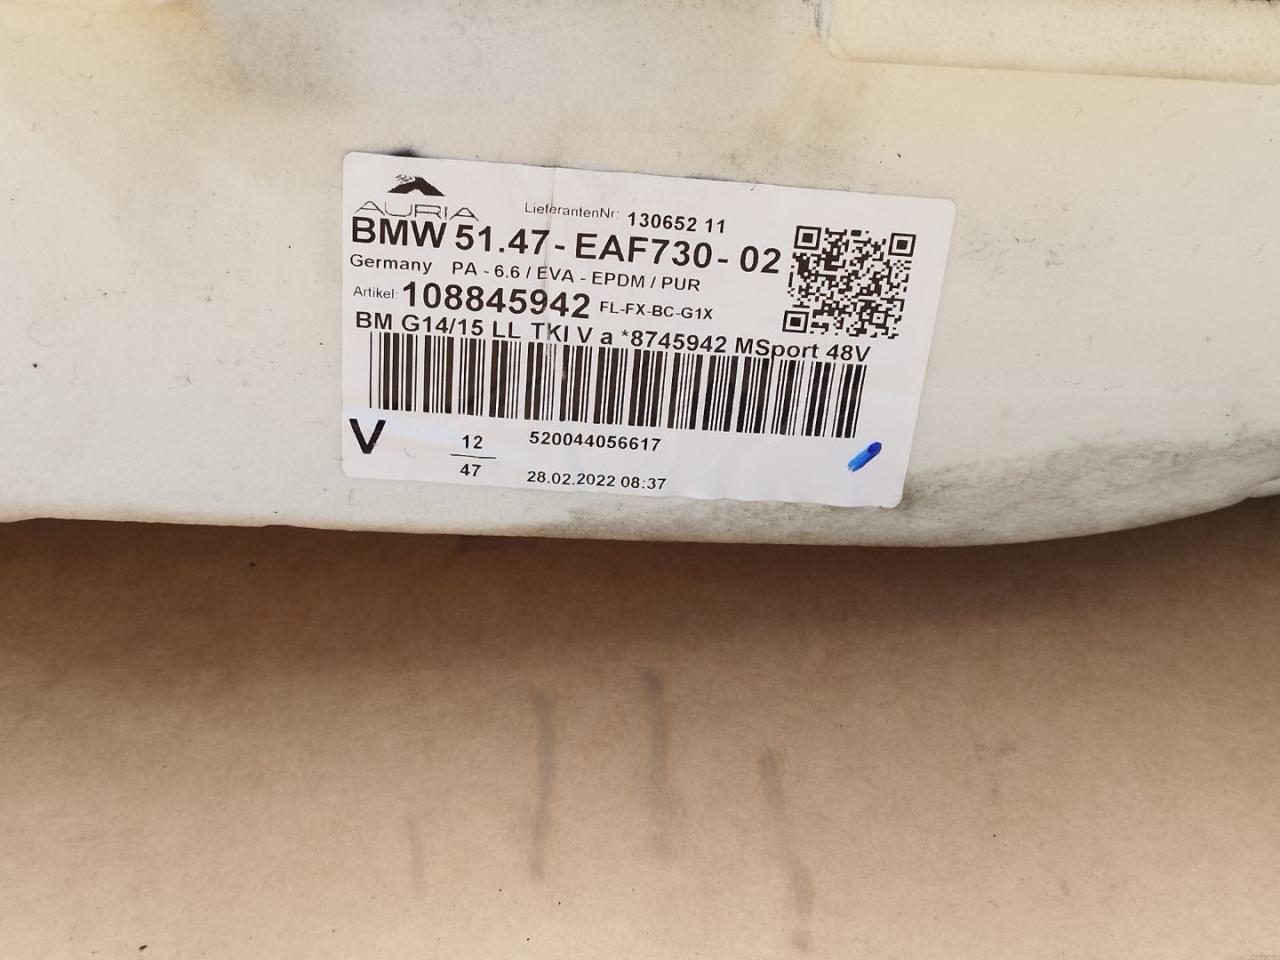 AURIA
LieferantenNr: 130652 11
BMW 51.47 - EAF730 - 02
Germany PA - 6.6 / EVA - EPDM / PUR
Artikel: 108845942 FL-FX-BC-G1X
BM G14/15 LL TKI V a *8745942 MSport 48V
V
12
47
520044056617
28.02.2022 08:37